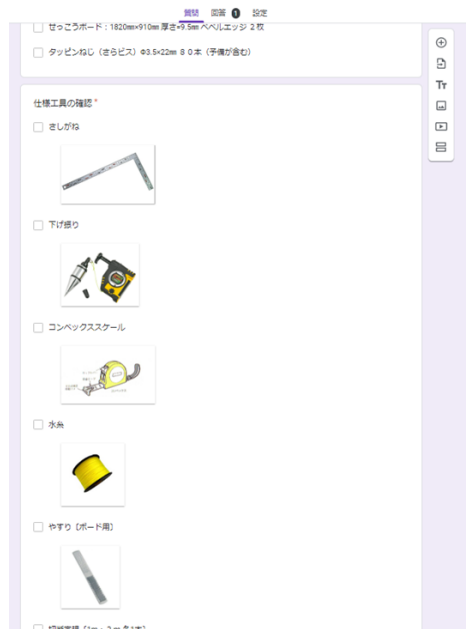 質問 回答 1 設定
せっこうボード：1820㎜×910㎜ 厚さ×9.5㎜ ベベルエッジ 2枚
タッピンねじ（さらビス）Φ3.5×22㎜ 80本（予備が含む）
仕様工具の確認 *
さしがね
下げ振り
コンベックススケール
水糸
やすり〔ボード用〕